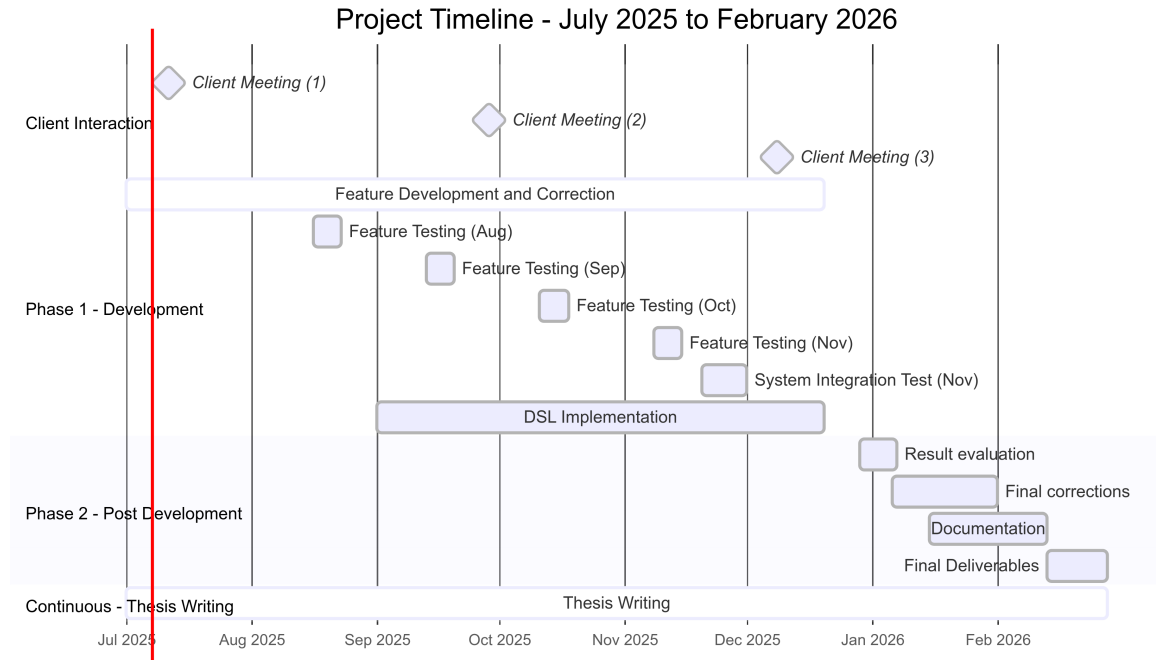 Project Timeline - July 2025 to February 2026
Client Interaction
Client Meeting (1)
Client Meeting (2)
Client Meeting (3)
Phase 1 - Development
Feature Development and Correction
Feature Testing (Aug)
Feature Testing (Sep)
Feature Testing (Oct)
Feature Testing (Nov)
System Integration Test (Nov)
DSL Implementation
Phase 2 - Post Development
Result evaluation
Final corrections
Documentation
Final Deliverables
Continuous - Thesis Writing
Thesis Writing
Jul 2025
Aug 2025
Sep 2025
Oct 2025
Nov 2025
Dec 2025
Jan 2026
Feb 2026